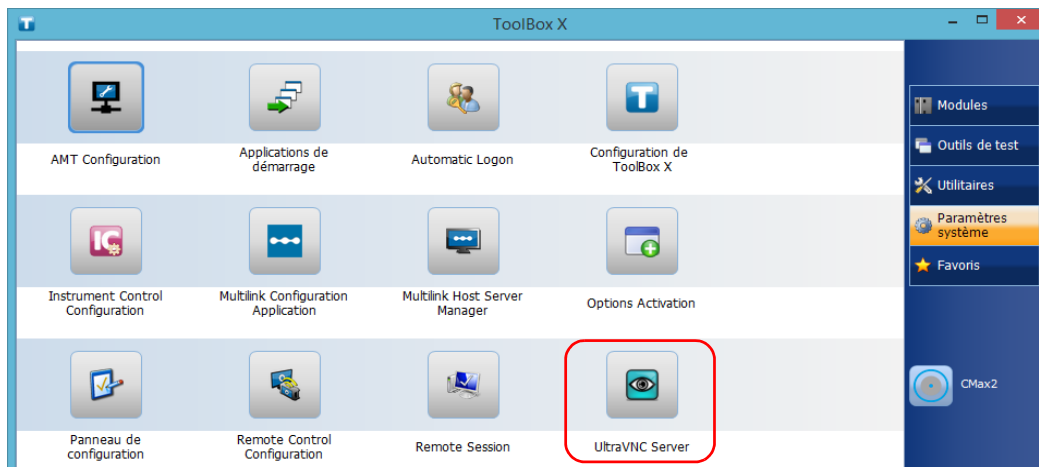 ToolBox X
AMT Configuration
Applications de
démarrage
Automatic Logon
Configuration de
ToolBox X
Instrument Control
Configuration
Multilink Configuration
Application
Multilink Host Server
Manager
Options Activation
Panneau de
configuration
Remote Control
Configuration
Remote Session
UltraVNC Server
Modules
Outils de test
Utilitaires
Paramètres
système
Favoris
CMax2